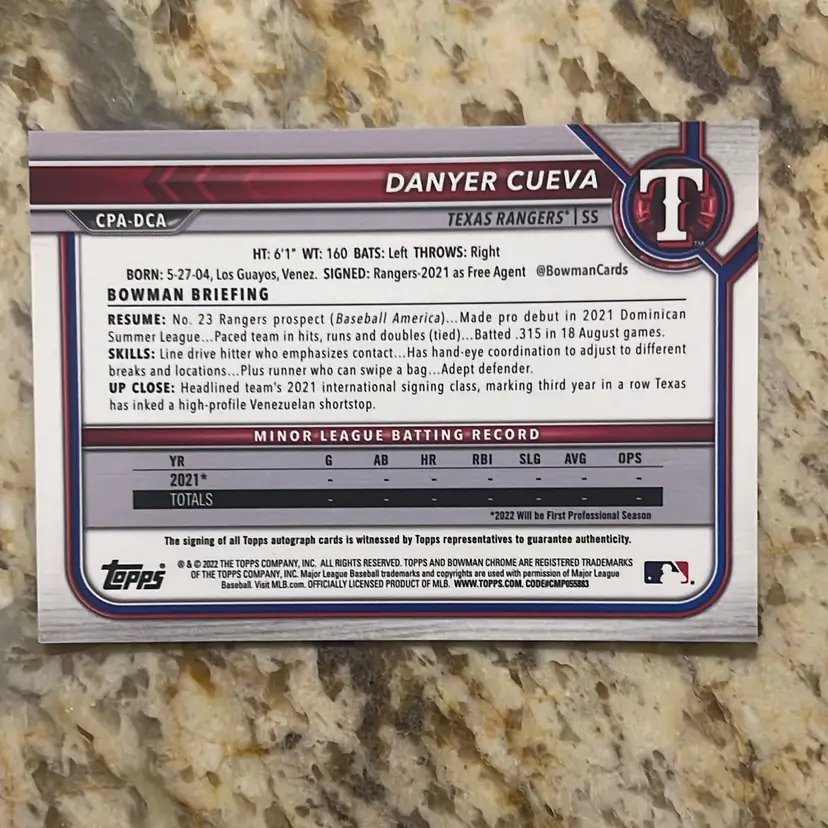 DANYER CUEVA
CPA-DCA
TEXAS RANGERS® | SS
T
TM
HT: 6'1" WT: 160 BATS: Left THROWS: Right
BORN: 5-27-04, Los Guayos, Venez. SIGNED: Rangers-2021 as Free Agent @BowmanCards
BOWMAN BRIEFING
RESUME: No. 23 Rangers prospect (Baseball America)...Made pro debut in 2021 Dominican
Summer League...Paced team in hits, runs and doubles (tied)...Batted .315 in 18 August games.
SKILLS: Line drive hitter who emphasizes contact...Has hand-eye coordination to adjust to different
breaks and locations...Plus runner who can swipe a bag...Adept defender.
UP CLOSE: Headlined team's 2021 international signing class, marking third year in a row Texas
has inked a high-profile Venezuelan shortstop.
MINOR LEAGUE BATTING RECORD
YR G AB HR RBI SLG AVG OPS
2021* - - - - - - -
TOTALS - - - - - - -
*2022 Will be First Professional Season
The signing of all Topps autograph cards is witnessed by Topps representatives to guarantee authenticity.
topps
® & © 2022 THE TOPPS COMPANY, INC. ALL RIGHTS RESERVED. TOPPS AND BOWMAN CHROME ARE REGISTERED TRADEMARKS
OF THE TOPPS COMPANY, INC. Major League Baseball trademarks and copyrights are used with permission of Major League
Baseball. Visit MLB.com. OFFICIALLY LICENSED PRODUCT OF MLB. WWW.TOPPS.COM. CODE#CMP055883